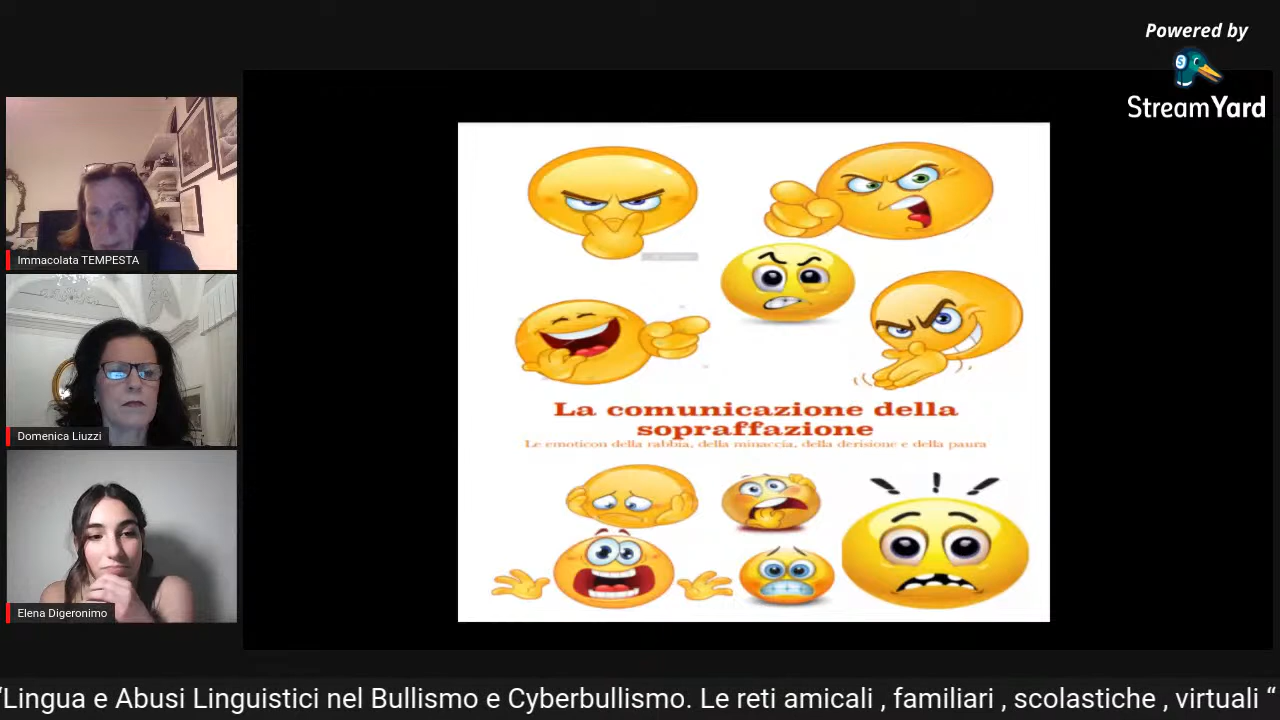 Powered by
StreamYard
Immacolata TEMPESTA
Domenica Liuzzi
Elena Digeronimo
La comunicazione della
sopraffazione
Le emoticon della rabbia, della minaccia, della derisione e della paura
“Lingua e Abusi Linguistici nel Bullismo e Cyberbullismo. Le reti amicali , familiari , scolastiche , virtuali “